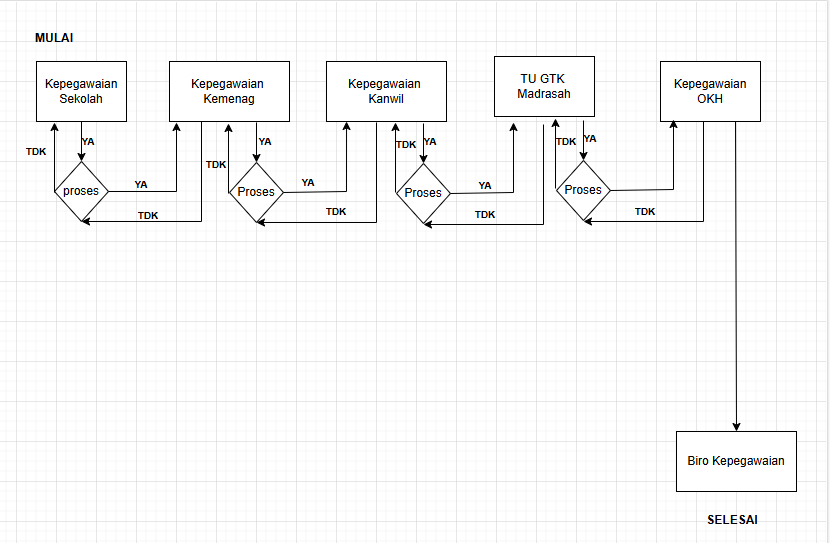 MULAI
Kepegawaian
Sekolah
Kepegawaian
Kemenag
Kepegawaian
Kanwil
TU GTK
Madrasah
Kepegawaian
OKH
TDK
YA
TDK
YA
TDK
YA
TDK
YA
proses
YA
Proses
YA
Proses
YA
Proses
TDK
TDK
TDK
TDK
Biro Kepegawaian
SELESAI